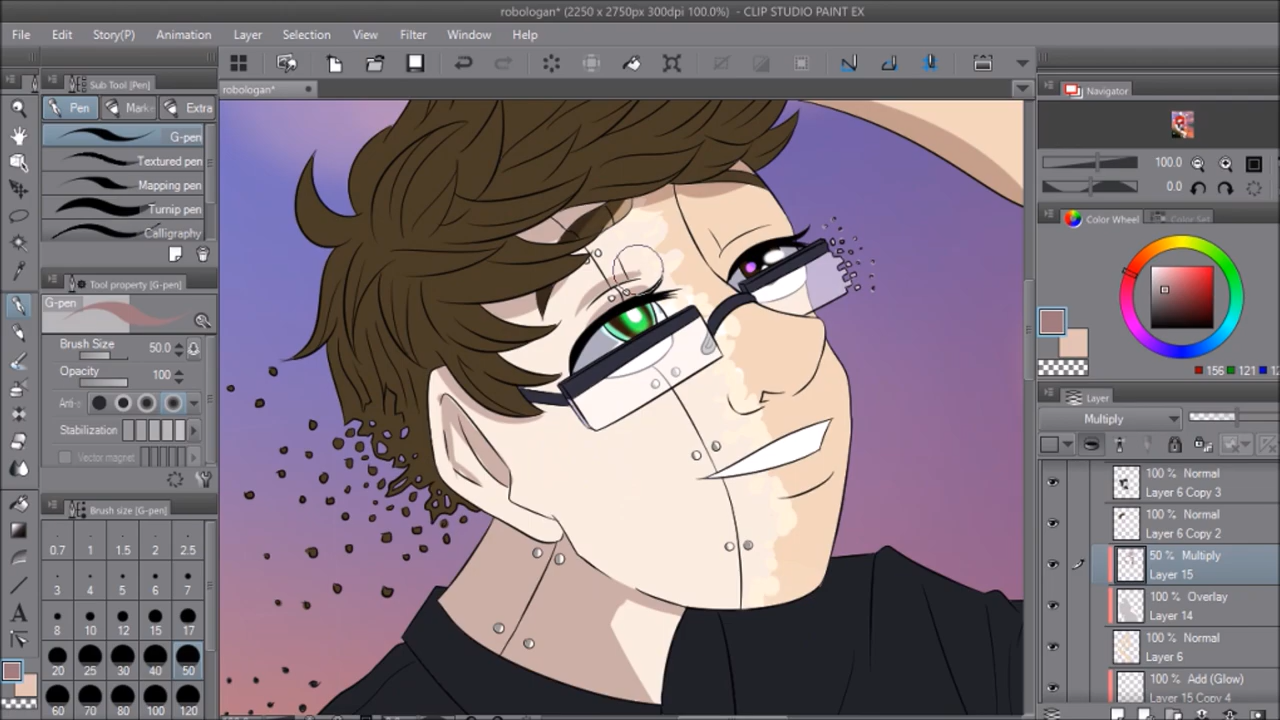 robologan* (2250 x 2750px 300dpi 100.0%) - CLIP STUDIO PAINT EX
File Edit Story(P) Animation Layer Selection View Filter Window Help
Sub Tool [Pen]
Pen Mark Extra
G-pen
Textured pen
Mapping pen
Turnip pen
Calligraphy
Tool property [G-pen]
G-pen
Brush Size 50.0
Opacity 100
Anti-a
Stabilization
Vector magnet
Brush size [G-pen]
0.7 1 1.5 2 2.5
3 4 5 6 7
8 10 12 15 17
20 25 30 40 50
60 70 80 100 120
robologan*
Navigator
100.0
0.0
Color Wheel Color Set
156 121 12
Layer
Multiply
100 % Normal
Layer 6 Copy 3
100 % Normal
Layer 6 Copy 2
50 % Multiply
Layer 15
100 % Overlay
Layer 14
100 % Normal
Layer 6
100 % Add (Glow)
Layer 15 Copy 4